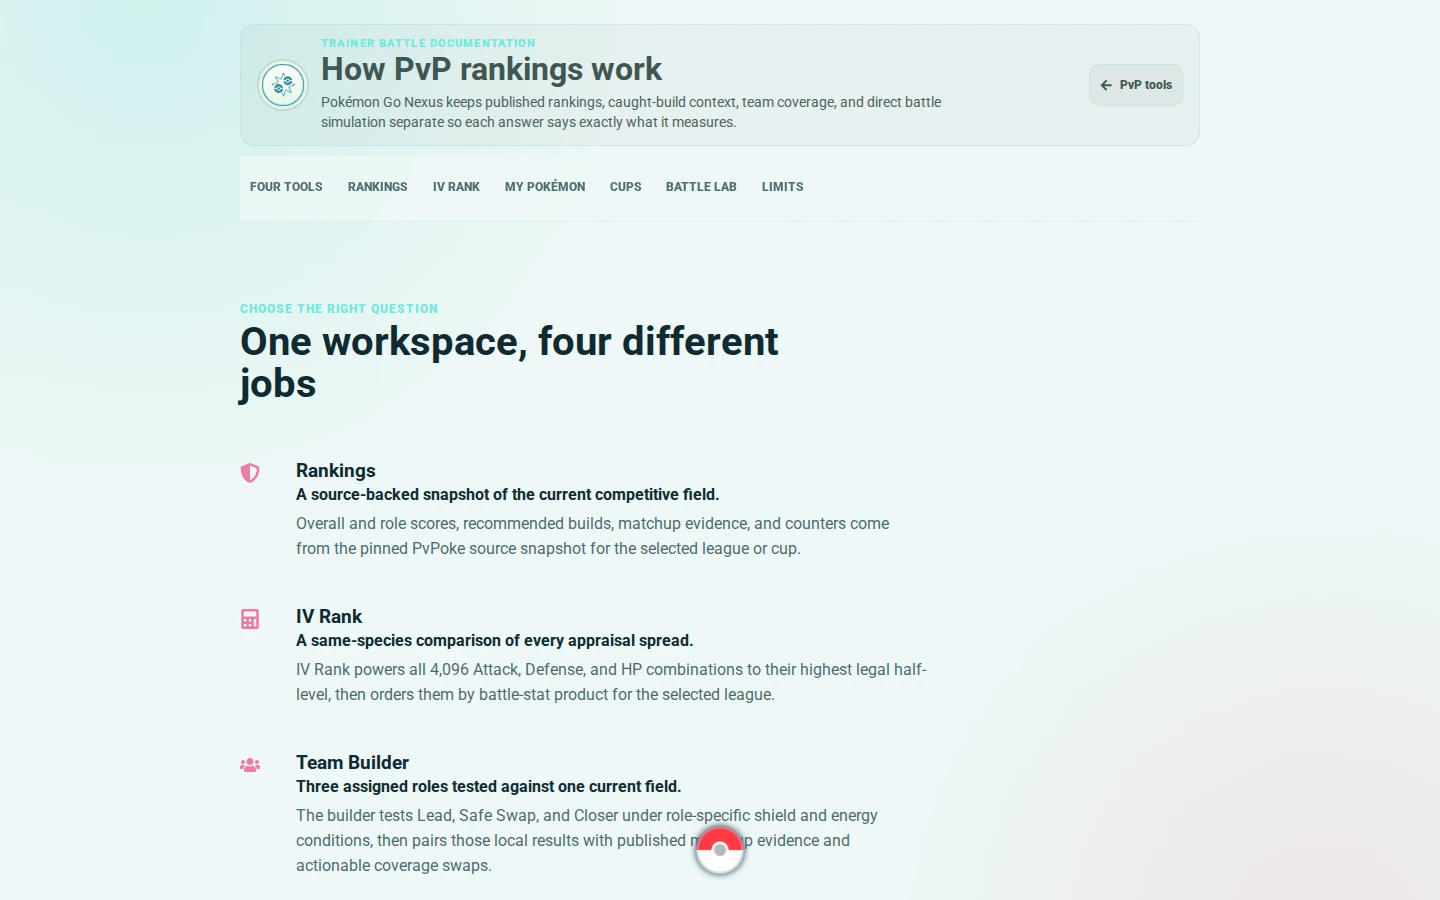 TRAINER BATTLE DOCUMENTATION
How PvP rankings work
Pokémon Go Nexus keeps published rankings, caught-build context, team coverage, and direct battle
simulation separate so each answer says exactly what it measures.
PvP tools
FOUR TOOLS RANKINGS IV RANK MY POKÉMON CUPS BATTLE LAB LIMITS
CHOOSE THE RIGHT QUESTION
One workspace, four different
jobs
Rankings
A source-backed snapshot of the current competitive field.
Overall and role scores, recommended builds, matchup evidence, and counters come
from the pinned PvPoke source snapshot for the selected league or cup.
IV Rank
A same-species comparison of every appraisal spread.
IV Rank powers all 4,096 Attack, Defense, and HP combinations to their highest legal half-
level, then orders them by battle-stat product for the selected league.
Team Builder
Three assigned roles tested against one current field.
The builder tests Lead, Safe Swap, and Closer under role-specific shield and energy
conditions, then pairs those local results with published evidence and
actionable coverage swaps.